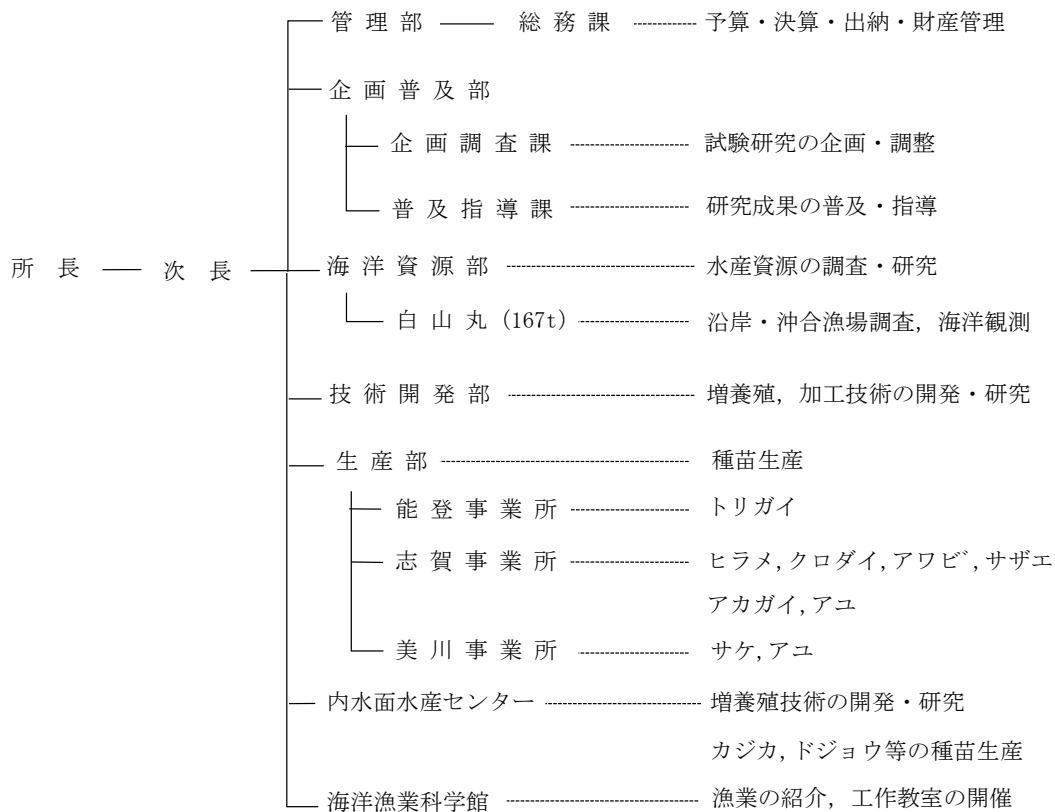 管理部 総務課 予算・決算・出納・財産管理
企画普及部
企画調査課 試験研究の企画・調整
普及指導課 研究成果の普及・指導
所長 次長 海洋資源部 水産資源の調査・研究
白山丸(167t) 沿岸・沖合漁場調査, 海洋観測
技術開発部 増養殖, 加工技術の開発・研究
生産部 種苗生産
能登事業所 トリガイ
志賀事業所 ヒラメ,クロダイ,アワビ゛,サザエ
アカガイ,アユ
美川事業所 サケ,アユ
内水面水産センター 増養殖技術の開発・研究
カジカ,ドジョウ等の種苗生産
海洋漁業科学館 漁業の紹介, 工作教室の開催